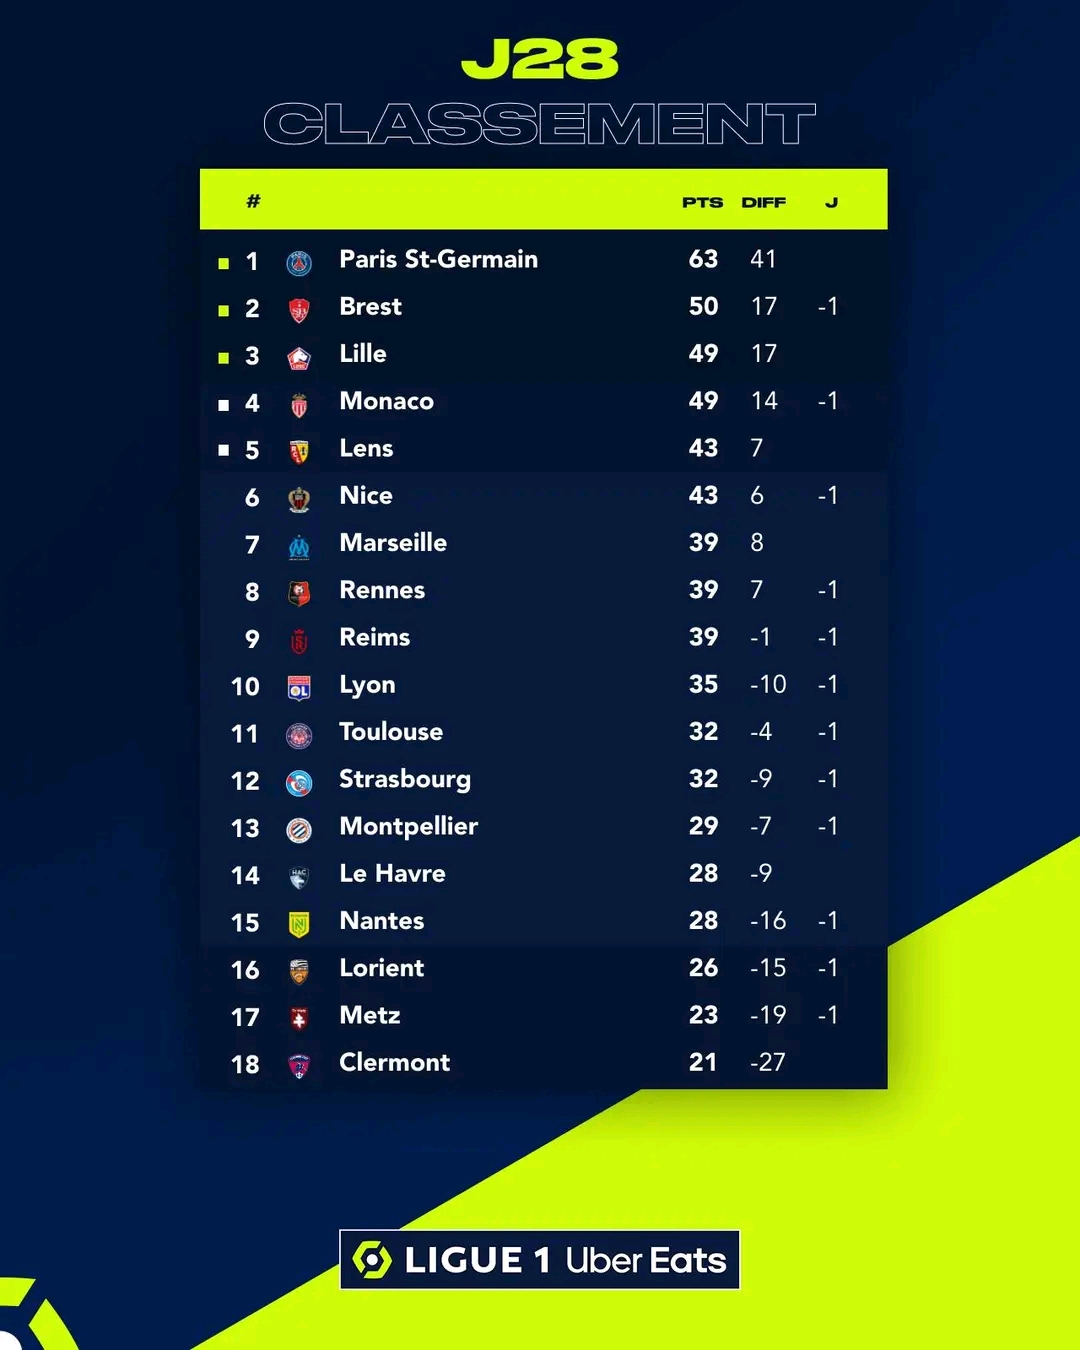 J28
CLASSEMENT
# PTS DIFF J
1 Paris St-Germain 63 41
2 Brest 50 17 -1
3 Lille 49 17
4 Monaco 49 14 -1
5 Lens 43 7
6 Nice 43 6 -1
7 Marseille 39 8
8 Rennes 39 7 -1
9 Reims 39 -1 -1
10 Lyon 35 -10 -1
11 Toulouse 32 -4 -1
12 Strasbourg 32 -9 -1
13 Montpellier 29 -7 -1
14 Le Havre 28 -9
15 Nantes 28 -16 -1
16 Lorient 26 -15 -1
17 Metz 23 -19 -1
18 Clermont 21 -27
LIGUE 1 Uber Eats